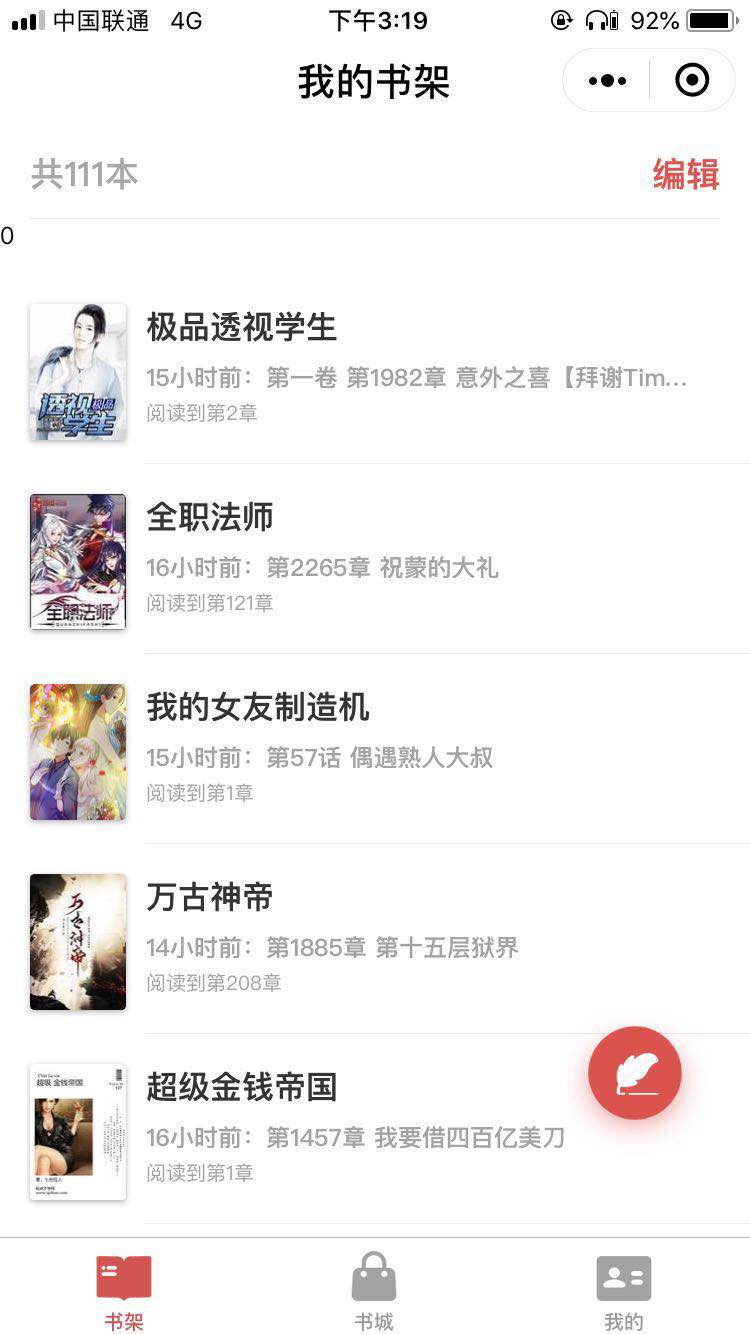 中国联通 4G 下午3:19 92%
我的书架
共111本 编辑
0
透视极品学生
极品透视学生
15小时前：第一卷 第1982章 意外之喜【拜谢Tim...
阅读到第2章
全职法师
全职法师
16小时前：第2265章 祝蒙的大礼
阅读到第121章
我的女友制造机
15小时前：第57话 偶遇熟人大叔
阅读到第1章
万古神帝
万古神帝
14小时前：第1885章 第十五层狱界
阅读到第208章
超级 金钱帝国
超级金钱帝国
16小时前：第1457章 我要借四百亿美刀
阅读到第1章
书架 书城 我的